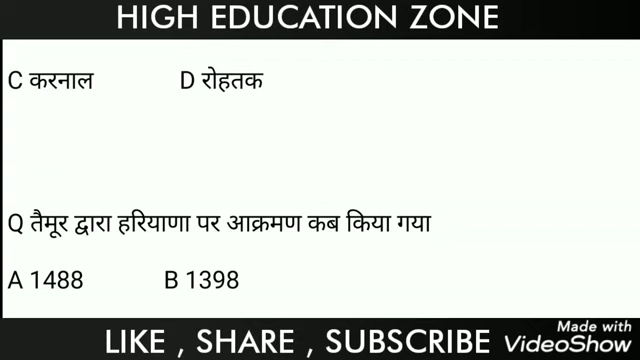 HIGH EDUCATION ZONE
C करनाल D रोहतक
Q तैमूर द्वारा हरियाणा पर आक्रमण कब किया गया
A 1488 B 1398
LIKE , SHARE , SUBSCRIBE
Made with
VideoShow